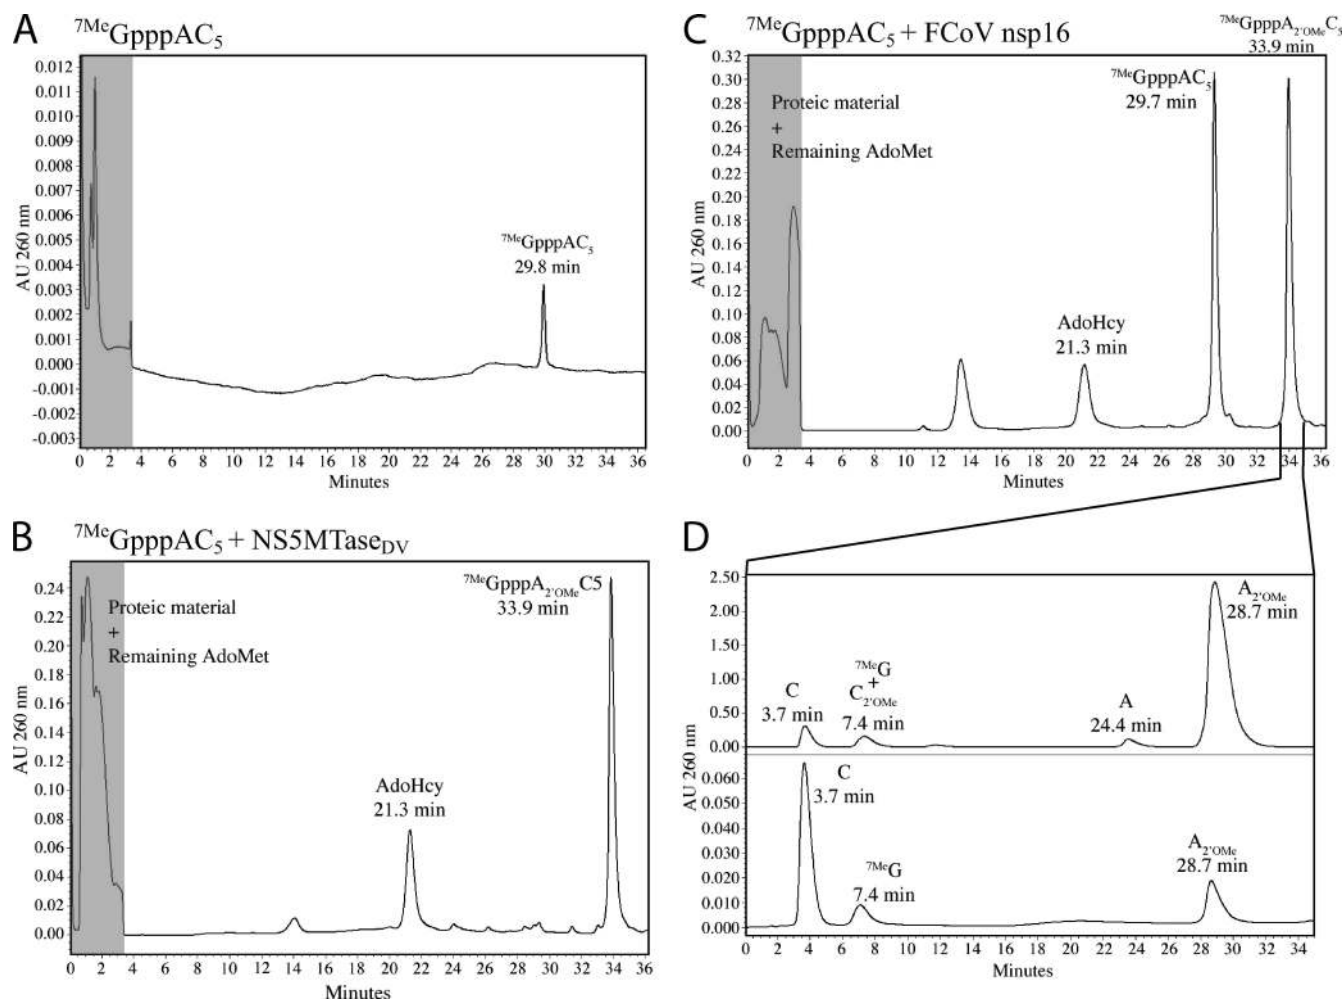 A
7MeGpppAC5
AU 260 nm
0.012
0.011
0.010
0.009
0.008
0.007
0.006
0.005
0.004
0.003
0.002
0.001
0.000
-0.001
-0.002
-0.003
7MeGpppAC5
29.8 min
0 2 4 6 8 10 12 14 16 18 20 22 24 26 28 30 32 34 36
Minutes
B
7MeGpppAC5 + NS5MTaseDV
AU 260 nm
0.24
0.22
0.20
0.18
0.16
0.14
0.12
0.10
0.08
0.06
0.04
0.02
0.00
Proteic material
+
Remaining AdoMet
AdoHcy
21.3 min
7MeGpppA2'OMeC5
33.9 min
0 2 4 6 8 10 12 14 16 18 20 22 24 26 28 30 32 34 36
Minutes
C
7MeGpppAC5 + FCoV nsp16
7MeGpppA2'OMeC5
33.9 min
AU 260 nm
0.32
0.30
0.28
0.26
0.24
0.22
0.20
0.18
0.16
0.14
0.12
0.10
0.08
0.06
0.04
0.02
0.00
Proteic material
+
Remaining AdoMet
AdoHcy
21.3 min
7MeGpppAC5
29.7 min
0 2 4 6 8 10 12 14 16 18 20 22 24 26 28 30 32 34 36
Minutes
D
AU 260 nm
2.50
2.00
1.50
1.00
0.50
0.00
C
3.7 min
7MeG
+
C2'OMe
7.4 min
A
24.4 min
A2'OMe
28.7 min
0.060
0.050
0.040
0.030
0.020
0.010
0.000
C
3.7 min
7MeG
7.4 min
A2'OMe
28.7 min
0 2 4 6 8 10 12 14 16 18 20 22 24 26 28 30 32 34
Minutes